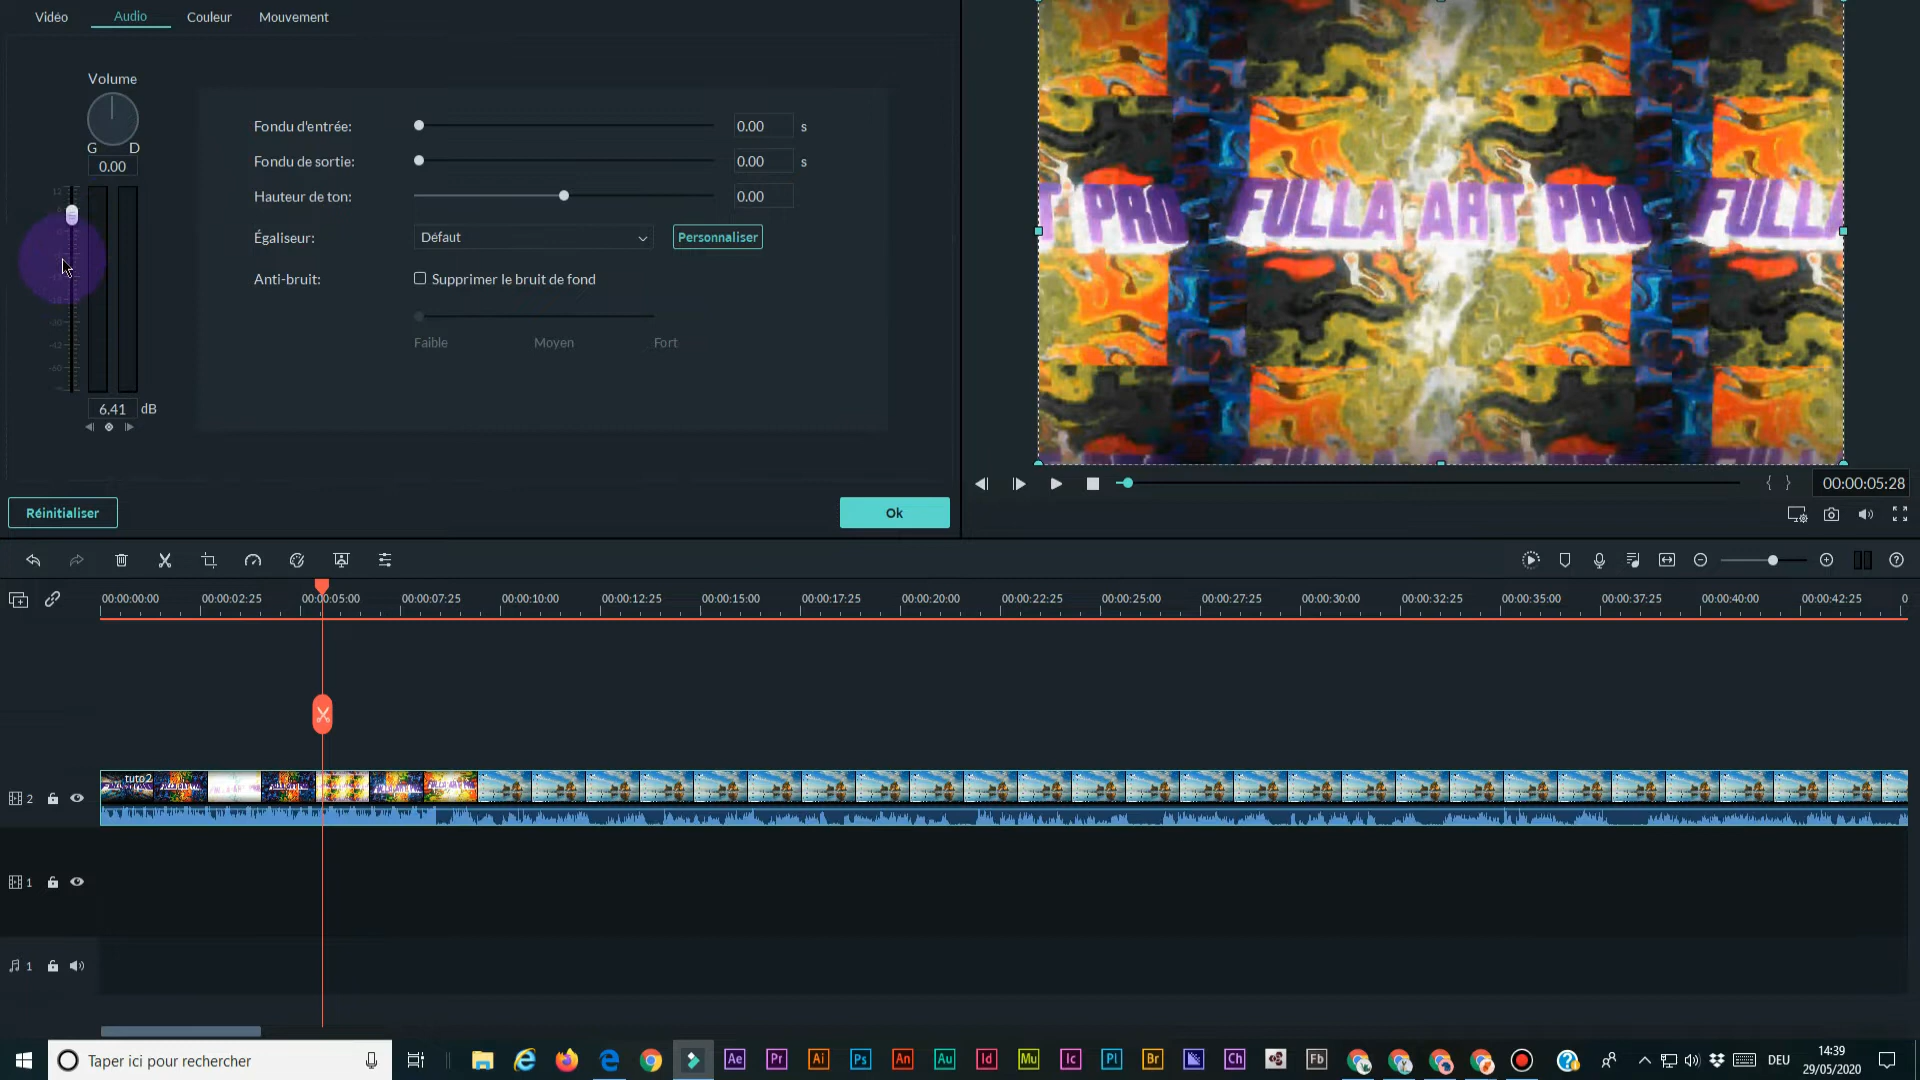 Vidéo Audio Couleur Mouvement
Volume
G D
0.00
12
-30
-42
-60
6.41 dB
Fondu d'entrée: 0.00 s
Fondu de sortie: 0.00 s
Hauteur de ton: 0.00
Égaliseur: Défaut Personnaliser
Anti-bruit: Supprimer le bruit de fond
Faible Moyen Fort
Réinitialiser Ok
T PRO FULLA ART PRO FULLA
{ } 00:00:05:28
00:00:00:00 00:00:02:25 00:00:05:00 00:00:07:25 00:00:10:00 00:00:12:25 00:00:15:00 00:00:17:25 00:00:20:00 00:00:22:25 00:00:25:00 00:00:27:25 00:00:30:00 00:00:32:25 00:00:35:00 00:00:37:25 00:00:40:00 00:00:42:25 0
tuto2
2
1
1
Taper ici pour rechercher
Ae Pr Ai Ps An Au Id Mu Ic Pl Br Ch Fb
DEU
14:39
29/05/2020